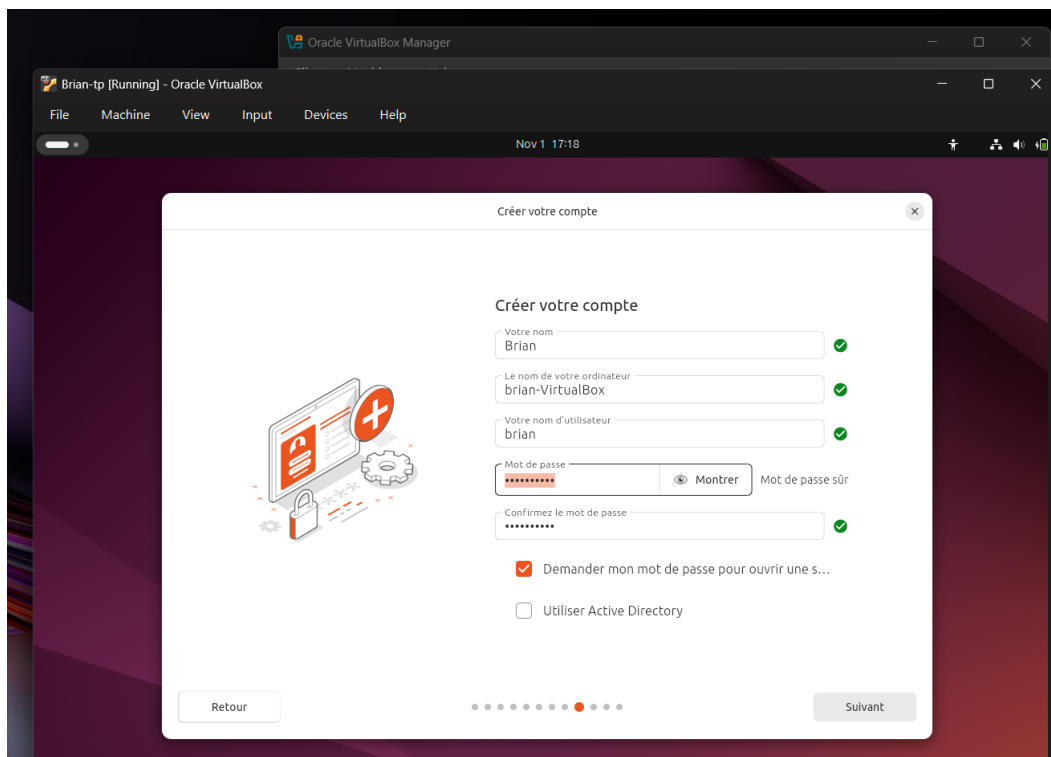 Oracle VirtualBox Manager
Brian-tp [Running] - Oracle VirtualBox
File Machine View Input Devices Help
Nov 1 17:18
Créer votre compte
Créer votre compte
Votre nom
Brian
Le nom de votre ordinateur
brian-VirtualBox
Votre nom d'utilisateur
brian
Mot de passe
•••••••••• Montrer Mot de passe sûr
Confirmez le mot de passe
••••••••••
Demander mon mot de passe pour ouvrir une s...
Utiliser Active Directory
Retour Suivant